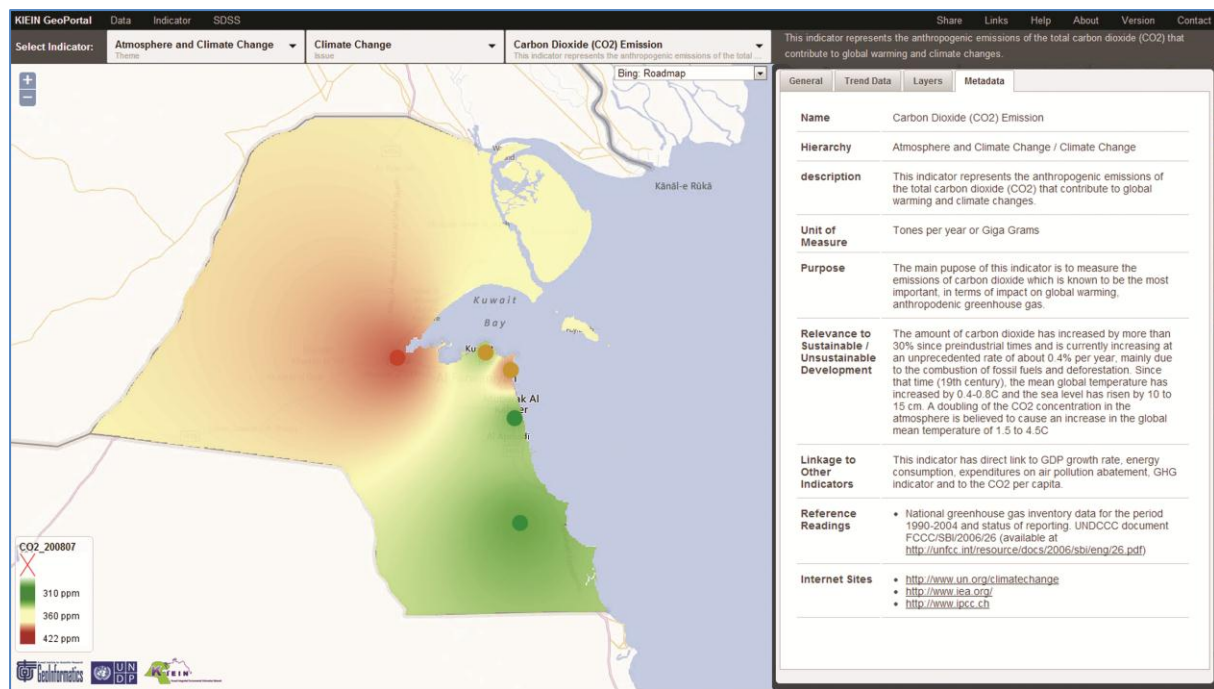 KIEIN GeoPortal Data Indicator SDSS Share Links Help About Version Contact
Select Indicator:
Atmosphere and Climate Change
Theme
Climate Change
Issue
Carbon Dioxide (CO2) Emission
This indicator represents the anthropogenic emissions of the total ...
This indicator represents the anthropogenic emissions of the total carbon dioxide (CO2) that
contribute to global warming and climate changes.
Bing: Roadmap
+
−
Kānāl-e Rūkā
Kuwait
Bay
CO2_200807
310 ppm
360 ppm
422 ppm
GeoInformatics
UN
DP
General Trend Data Layers Metadata
Name
Carbon Dioxide (CO2) Emission
Hierarchy
Atmosphere and Climate Change / Climate Change
description
This indicator represents the anthropogenic emissions of
the total carbon dioxide (CO2) that contribute to global
warming and climate changes.
Unit of
Measure
Tones per year or Giga Grams
Purpose
The main pupose of this indicator is to measure the
emissions of carbon dioxide which is known to be the most
important, in terms of impact on global warming,
anthropodenic greenhouse gas.
Relevance to
Sustainable /
Unsustainable
Development
The amount of carbon dioxide has increased by more than
30% since preindustrial times and is currently increasing at
an unprecedented rate of about 0.4% per year, mainly due
to the combustion of fossil fuels and deforestation. Since
that time (19th century), the mean global temperature has
increased by 0.4-0.8C and the sea level has risen by 10 to
15 cm. A doubling of the CO2 concentration in the
atmosphere is believed to cause an increase in the global
mean temperature of 1.5 to 4.5C
Linkage to
Other
Indicators
This indicator has direct link to GDP growth rate, energy
consumption, expenditures on air pollution abatement, GHG
indicator and to the CO2 per capita.
Reference
Readings
• National greenhouse gas inventory data for the period
1990-2004 and status of reporting. UNDCCC document
FCCC/SBI/2006/26 (available at
http://unfcc.int/resource/docs/2006/sbi/eng/26.pdf)
Internet Sites
• http://www.un.org/climatechange
• http://www.iea.org/
• http://www.ipcc.ch